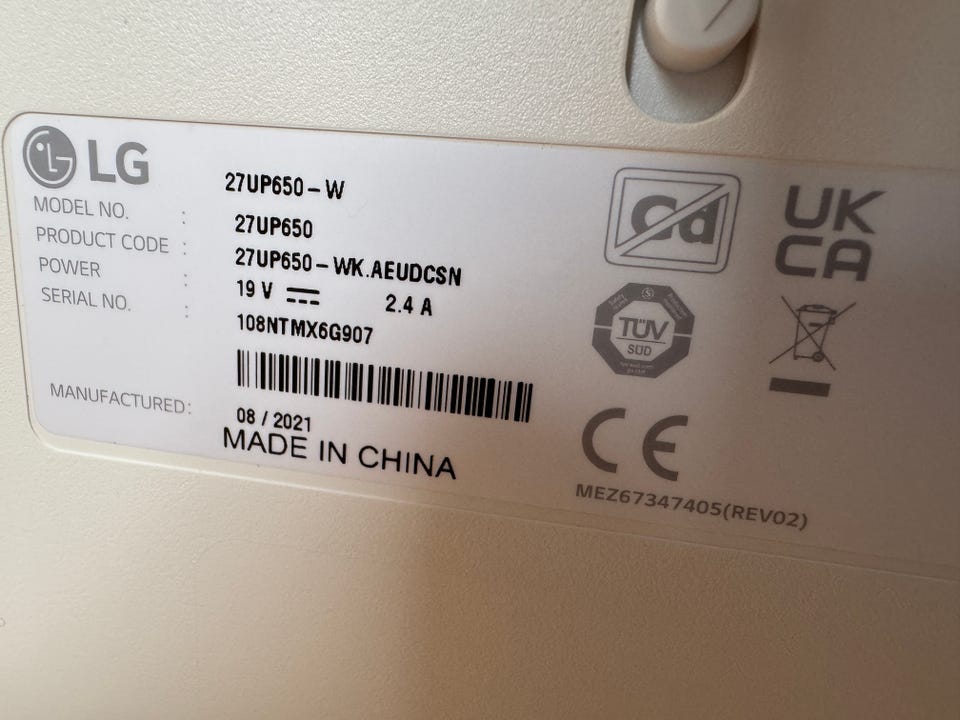 LG
27UP650-W
MODEL NO. : 27UP650
PRODUCT CODE : 27UP650-WK.AEUDCSN
POWER : 19 V 2.4 A
SERIAL NO. : 108NTMX6G907
MANUFACTURED: 08 / 2021
MADE IN CHINA
Cd
UK
CA
TÜV
SÜD
CE
MEZ67347405(REV02)